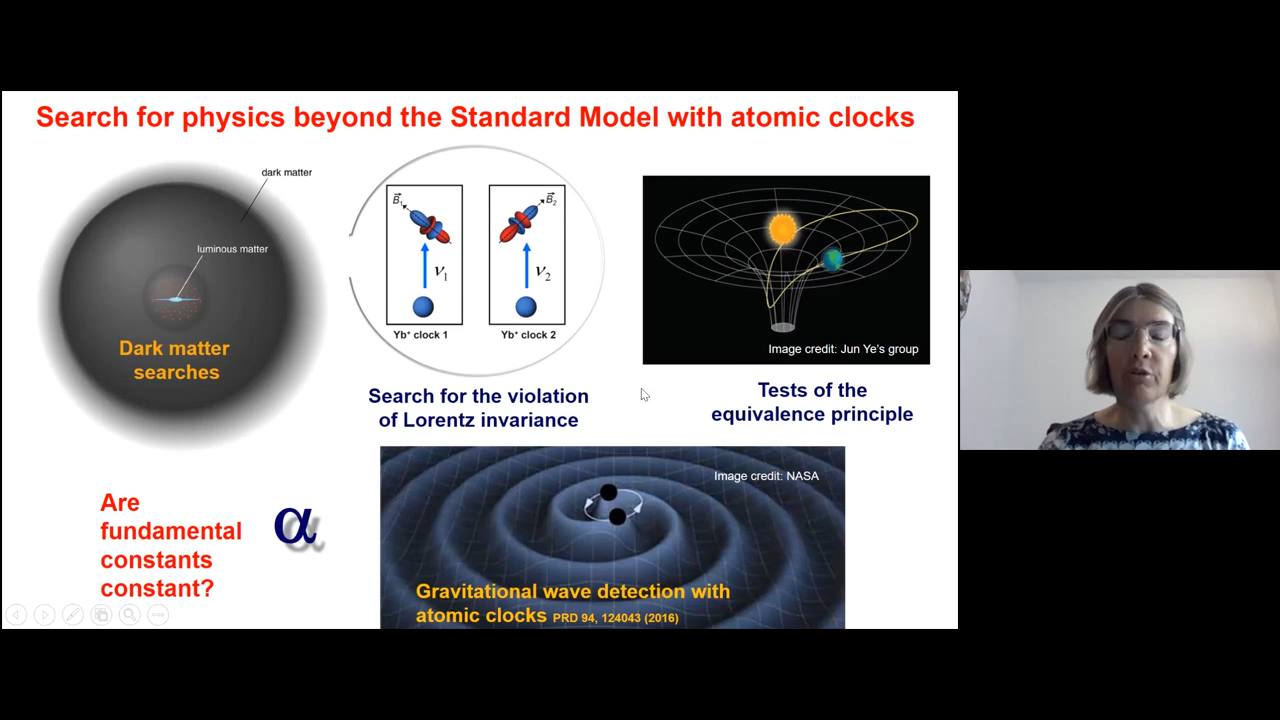 Search for physics beyond the Standard Model with atomic clocks
dark matter
luminous matter
Dark matter
searches
B⃗₁
B⃗₂
ν₁
ν₂
Yb⁺ clock 1
Yb⁺ clock 2
Search for the violation
of Lorentz invariance
Image credit: Jun Ye's group
Tests of the
equivalence principle
Are
fundamental
constants
constant?
α
Image credit: NASA
Gravitational wave detection with
atomic clocks PRD 94, 124043 (2016)